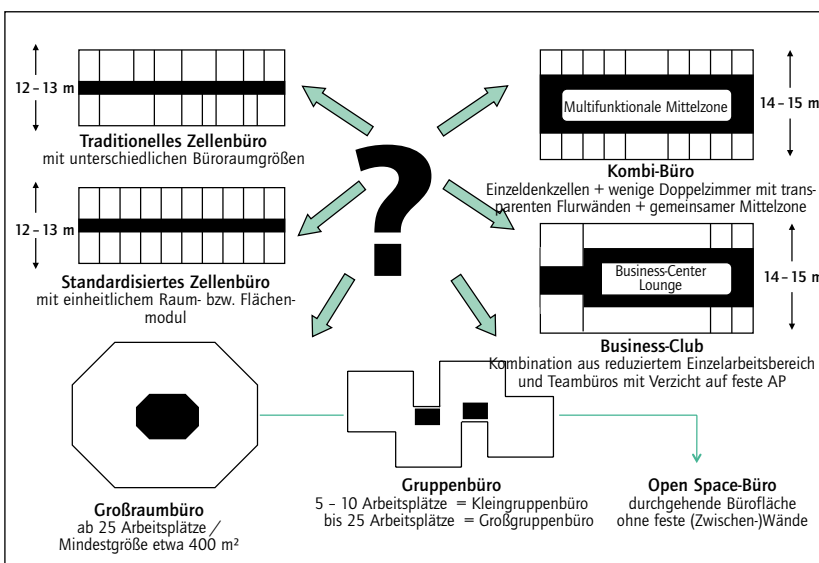 12 – 13 m
Traditionelles Zellenbüro
mit unterschiedlichen Büroraumgrößen
12 – 13 m
Standardisiertes Zellenbüro
mit einheitlichem Raum- bzw. Flächen-
modul
?
Multifunktionale Mittelzone
14 – 15 m
Kombi-Büro
Einzeldenkzellen + wenige Doppelzimmer mit trans-
parenten Flurwänden + gemeinsamer Mittelzone
Business-Center
Lounge
14 – 15 m
Business-Club
Kombination aus reduziertem Einzelarbeitsbereich
und Teambüros mit Verzicht auf feste AP
Großraumbüro
ab 25 Arbeitsplätze /
Mindestgröße etwa 400 m²
Gruppenbüro
5 – 10 Arbeitsplätze = Kleingruppenbüro
bis 25 Arbeitsplätze = Großgruppenbüro
Open Space-Büro
durchgehende Bürofläche
ohne feste (Zwischen-)Wände